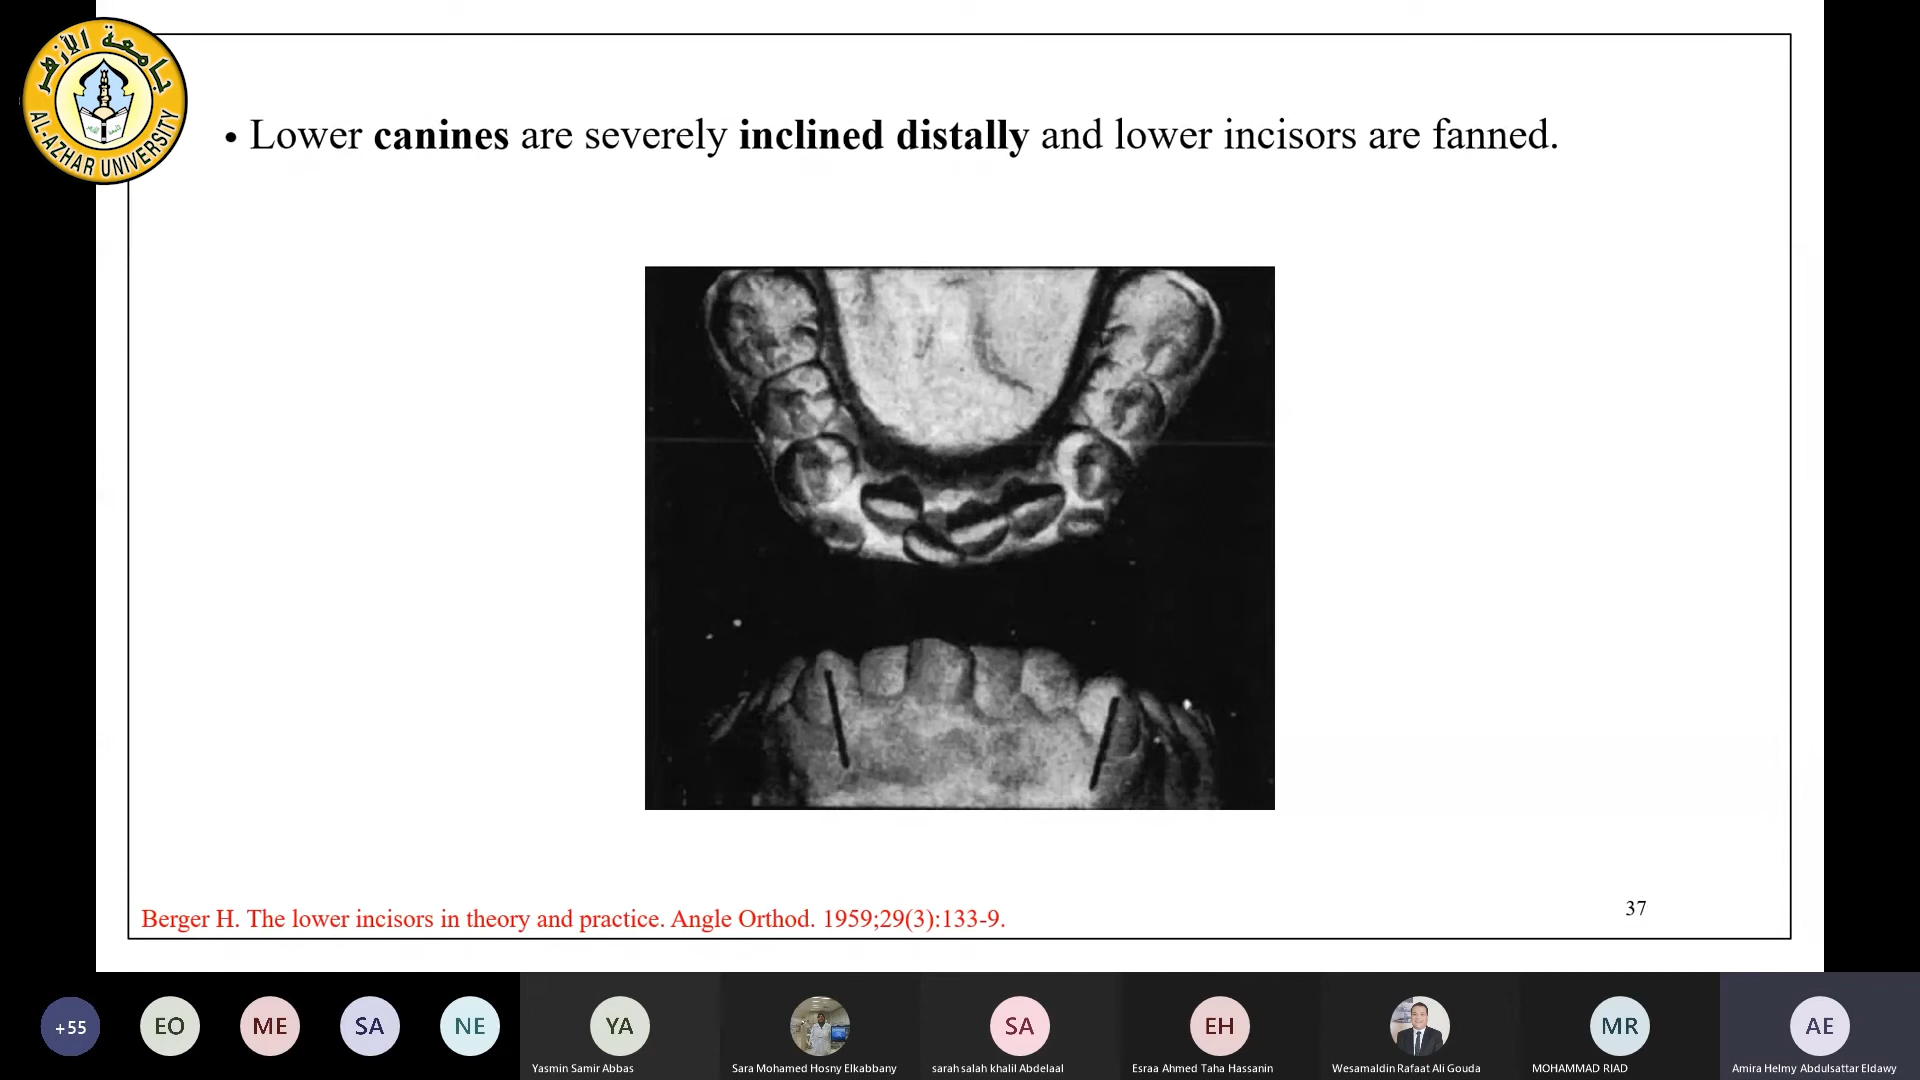 جامعة الأزهر
AL-AZHAR UNIVERSITY
• Lower canines are severely inclined distally and lower incisors are fanned.
Berger H. The lower incisors in theory and practice. Angle Orthod. 1959;29(3):133-9.
37
+55
EO
ME
SA
NE
YA
SA
EH
MR
AE
Yasmin Samir Abbas
Sara Mohamed Hosny Elkabbany
sarah salah khalil Abdelaal
Esraa Ahmed Taha Hassanin
Wesamaldin Rafaat Ali Gouda
MOHAMMAD RIAD
Amira Helmy Abdulsattar Eldawy